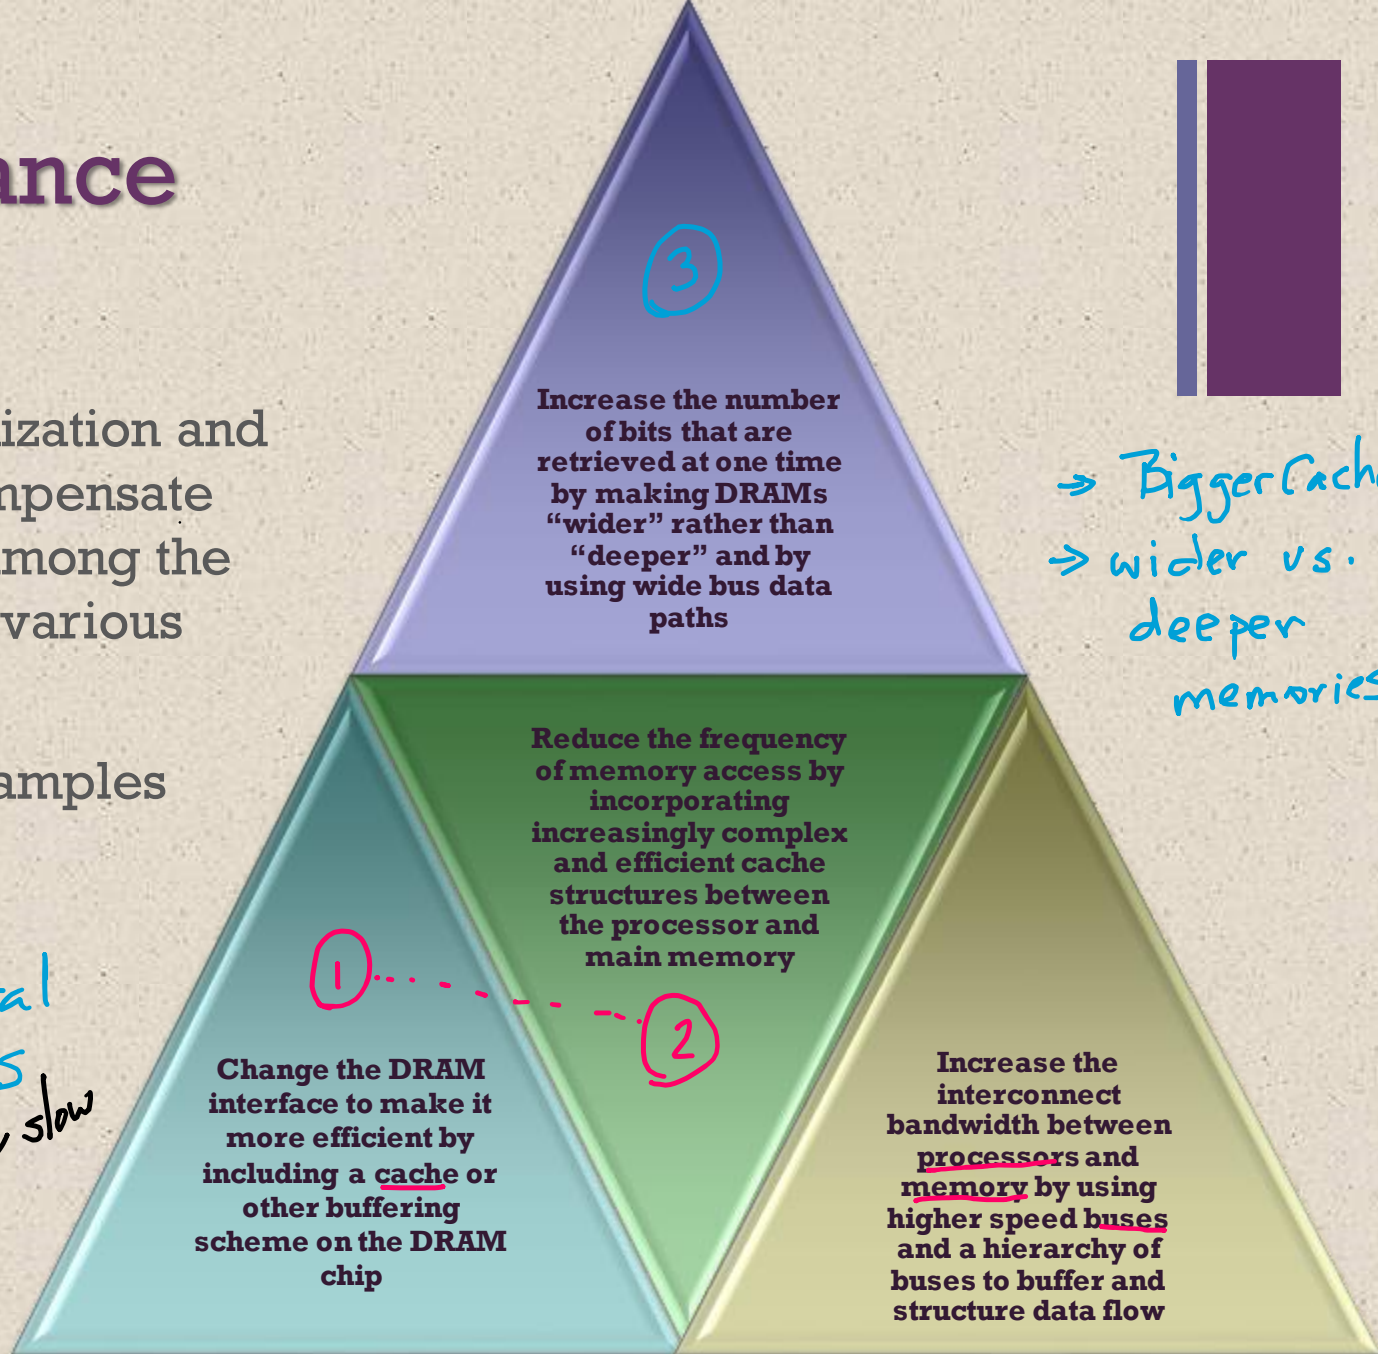 ance
ization and
mpensate
among the
various
amples
al
s
slow
3
Increase the number
of bits that are
retrieved at one time
by making DRAMs
“wider” rather than
“deeper” and by
using wide bus data
paths
→ Bigger Cache
→ wider vs.
deeper
memories
Reduce the frequency
of memory access by
incorporating
increasingly complex
and efficient cache
structures between
the processor and
main memory
1
2
Change the DRAM
interface to make it
more efficient by
including a cache or
other buffering
scheme on the DRAM
chip
Increase the
interconnect
bandwidth between
processors and
memory by using
higher speed buses
and a hierarchy of
buses to buffer and
structure data flow